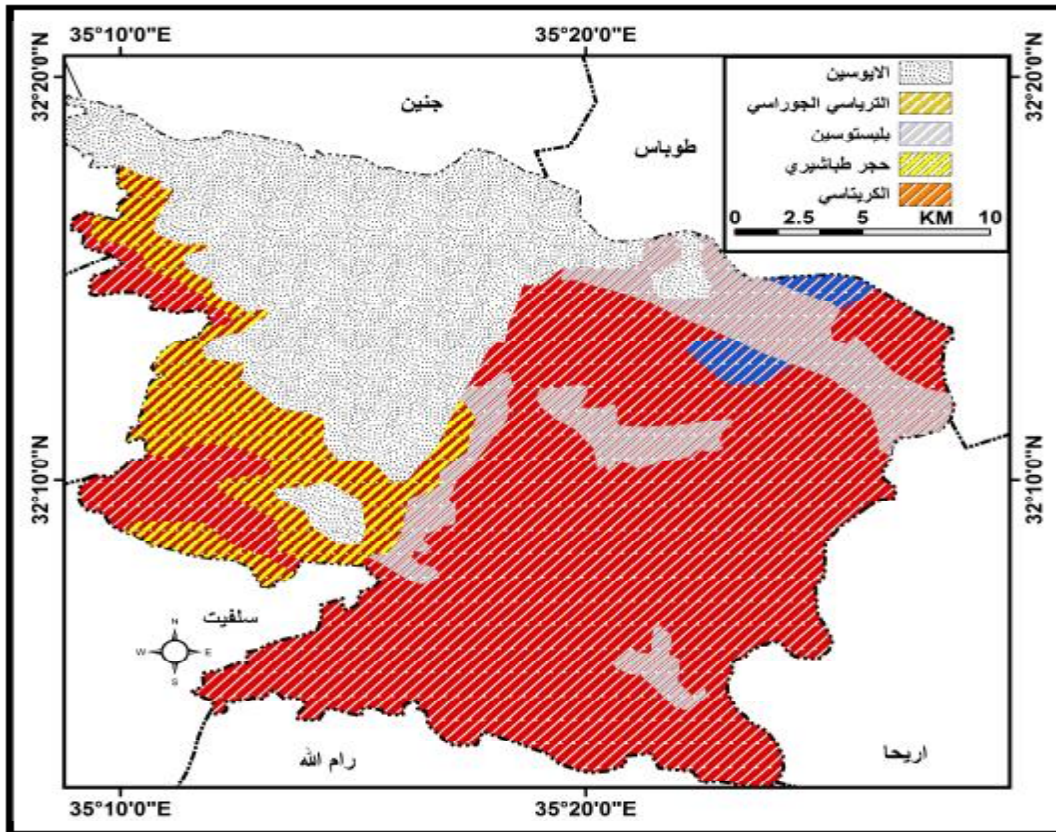 35°10'0"E 35°20'0"E
32°20'0"N 32°20'0"N
جنين
طوباس
الايوسين
الترياسي الجوراسي
بليستوسين
حجر طباشيري
الكريتاسي
0 2.5 5 KM 10
32°10'0"N 32°10'0"N
سلفيت
N
W E
S
رام الله
اريحا
35°10'0"E 35°20'0"E